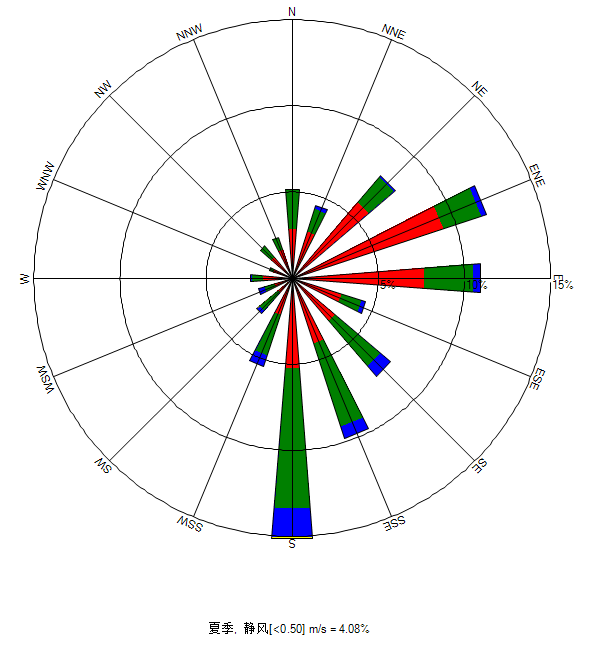 N
NNW
NNE
NW
NE
WNW
ENE
W
5%
10%
E
15%
WSW
ESE
SW
SE
SSW
SSE
S
夏季, 静风[<0.50] m/s = 4.08%